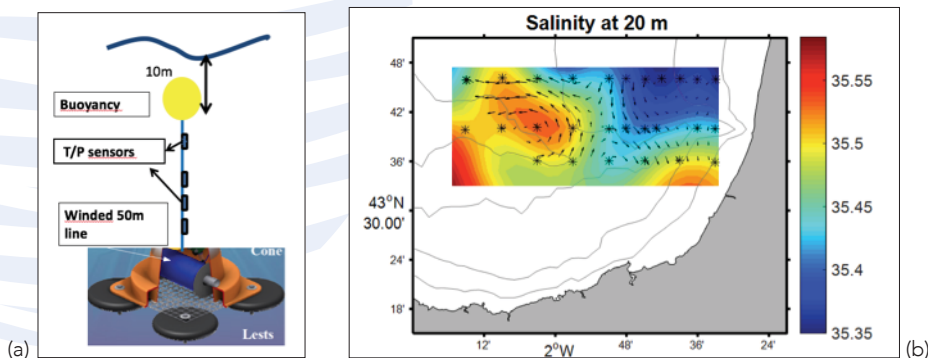 10m
Buoyancy
T/P sensors
Winded 50m
line
Cone
Lests
(a)
Salinity at 20 m
48'
42'
36'
43°N
30.00'
24'
18'
12'
2°W
48'
36'
24'
35.55
35.5
35.45
35.4
35.35
(b)